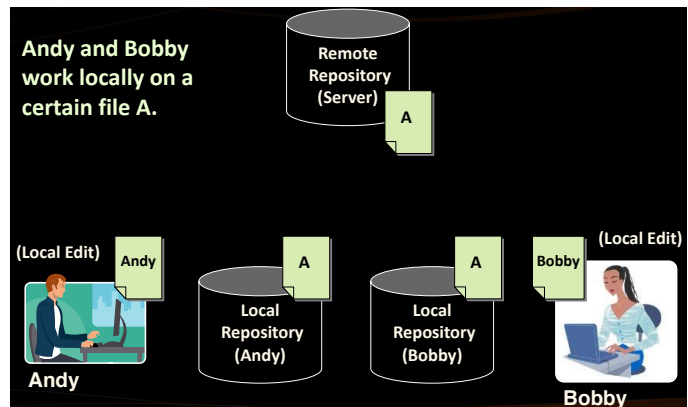 Andy and Bobby
work locally on a
certain file A.
Remote
Repository
(Server)
A
(Local Edit)
Andy
A
A
Bobby
(Local Edit)
Local
Repository
(Andy)
Local
Repository
(Bobby)
Andy
Bobby